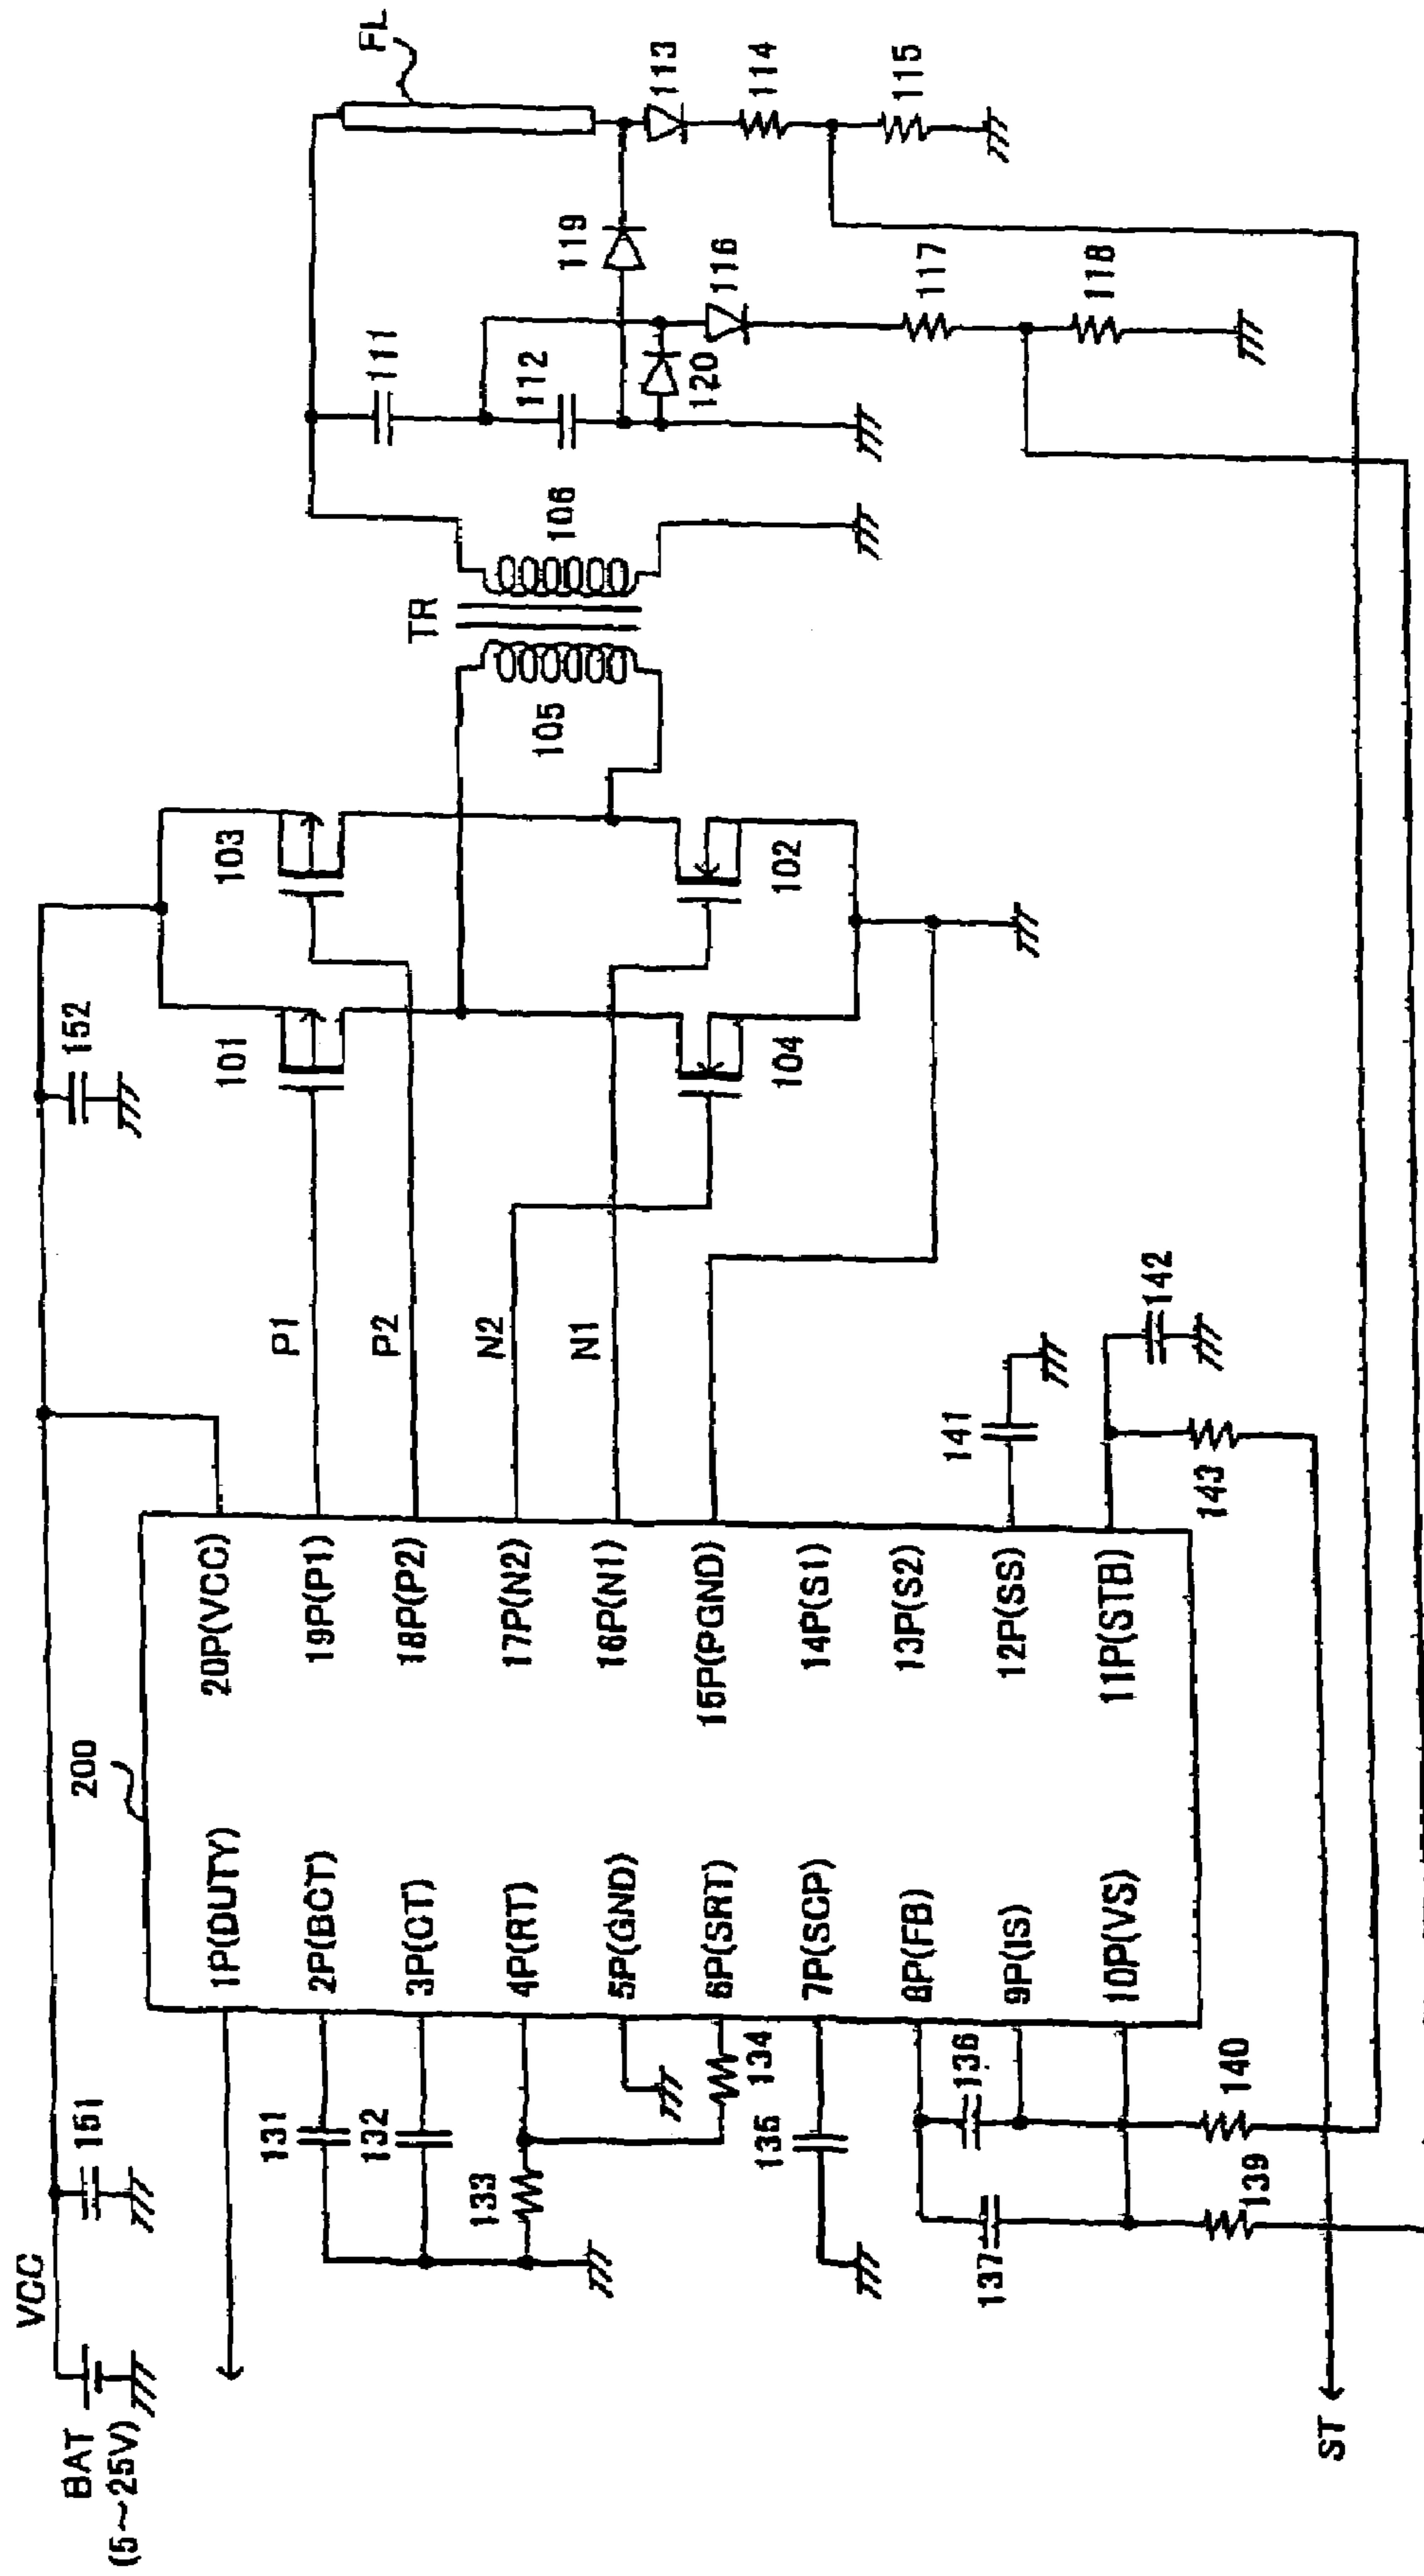 VCC
BAT
(5~25V)
151
200
152
1P(DUTY)
2P(BCT)
3P(CT)
4P(RT)
5P(GND)
6P(SRT)
7P(SCP)
8P(FB)
9P(IS)
10P(VS)
20P(VCC)
19P(P1)
18P(P2)
17P(N2)
16P(N1)
15P(PGND)
14P(S1)
13P(S2)
12P(SS)
11P(STB)
131
132
133
134
135
136
137
139
140
ST
P1
P2
N2
N1
141
142
143
101
103
104
102
105
TR
106
111
112
119
120
116
117
118
FL
113
114
115